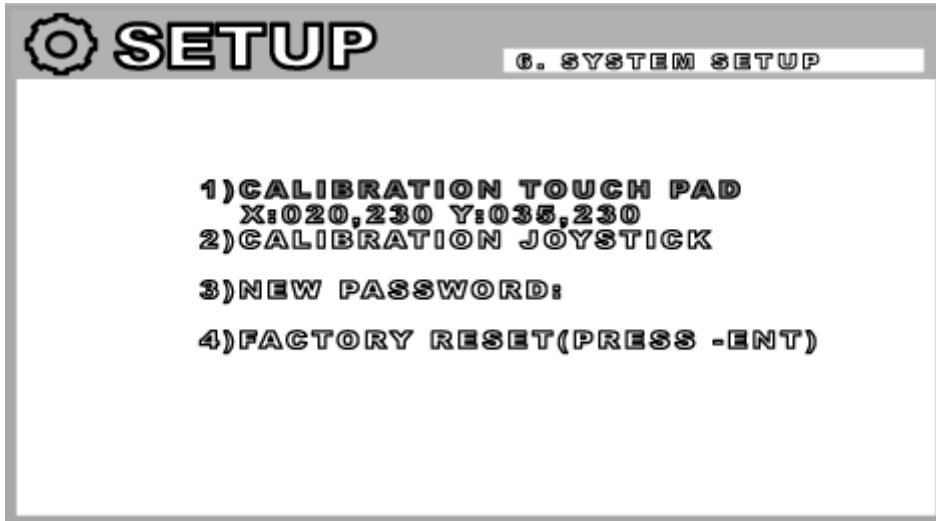 SETUP
6. SYSTEM SETUP
1)CALIBRATION TOUCH PAD
X:020,230 Y:035,230
2)CALIBRATION JOYSTICK
3)NEW PASSWORD:
4)FACTORY RESET(PRESS -ENT)